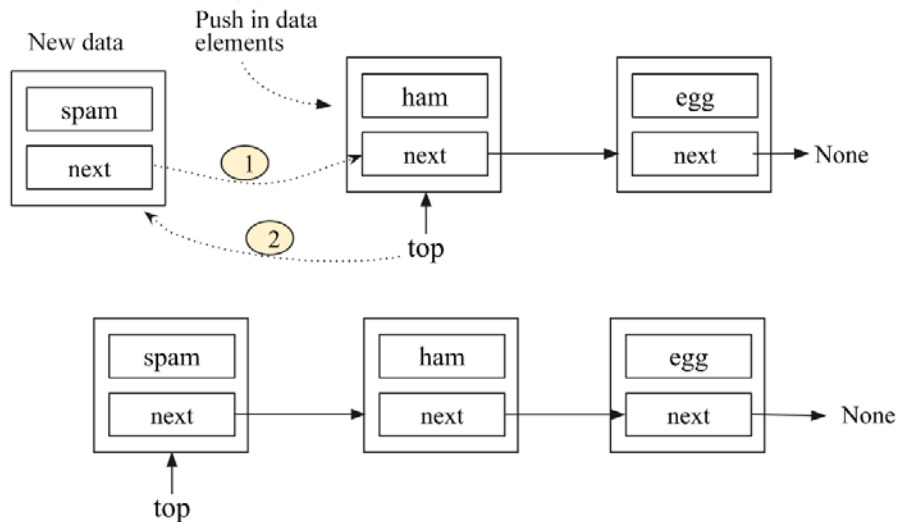 Push in data
elements
New data
spam
next
1
ham
next
egg
next
None
2
top
spam
next
ham
next
egg
next
None
top